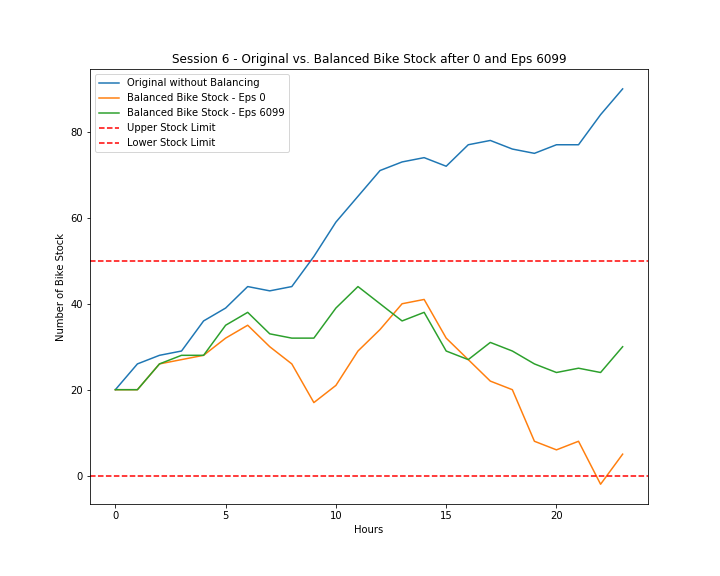 Session 6 - Original vs. Balanced Bike Stock after 0 and Eps 6099
Original without Balancing
Balanced Bike Stock - Eps 0
Balanced Bike Stock - Eps 6099
Upper Stock Limit
Lower Stock Limit
Number of Bike Stock
80
60
40
20
0
0
5
10
15
20
Hours